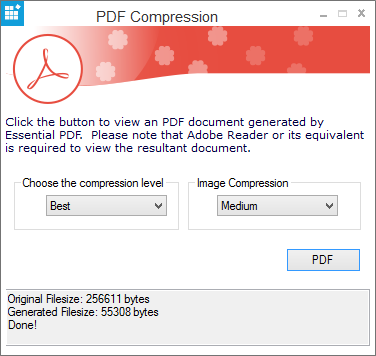 PDF Compression
Click the button to view an PDF document generated by
Essential PDF.  Please note that Adobe Reader or its equivalent
is required to view the resultant document.
Choose the compression level
Image Compression
Best
Medium
PDF
Original Filesize: 256611 bytes
Generated Filesize: 55308 bytes
Done!